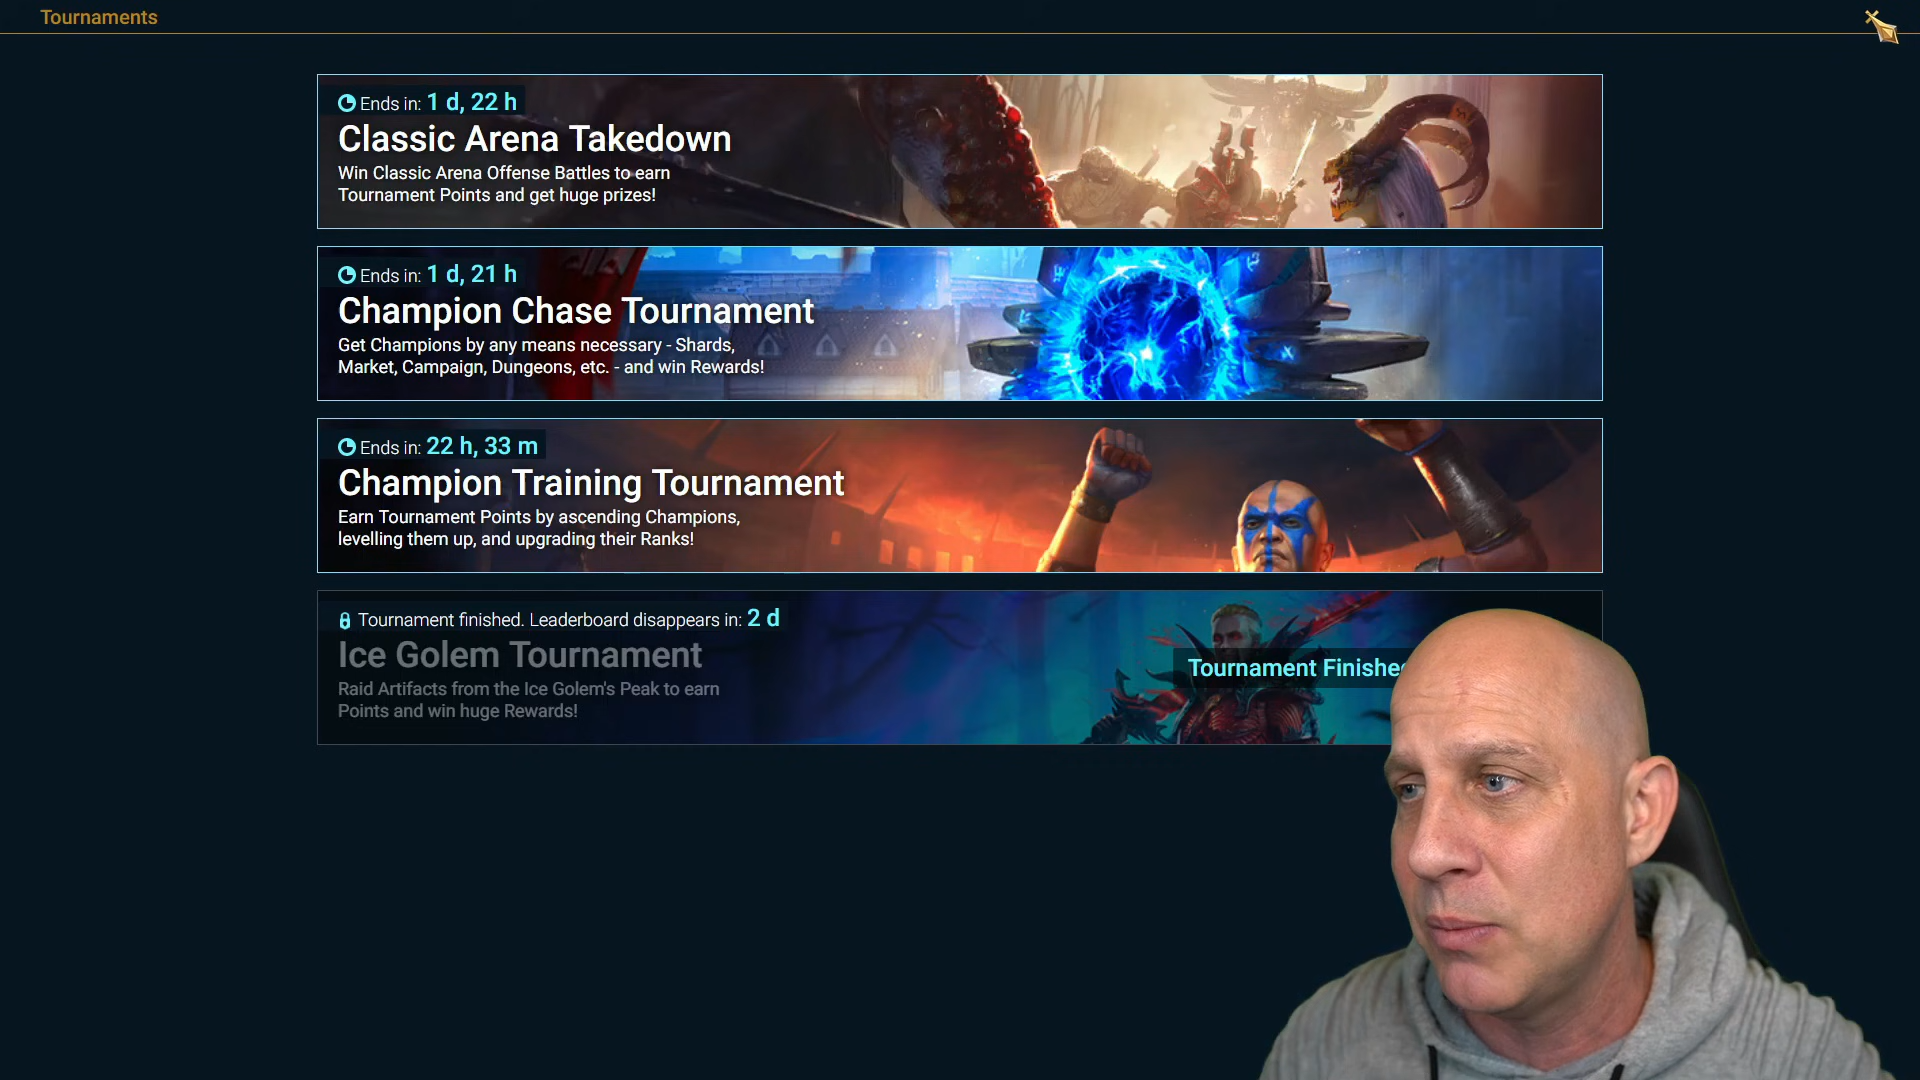 Tournaments
Ends in: 1 d, 22 h
Classic Arena Takedown
Win Classic Arena Offense Battles to earn
Tournament Points and get huge prizes!
Ends in: 1 d, 21 h
Champion Chase Tournament
Get Champions by any means necessary - Shards,
Market, Campaign, Dungeons, etc. - and win Rewards!
Ends in: 22 h, 33 m
Champion Training Tournament
Earn Tournament Points by ascending Champions,
levelling them up, and upgrading their Ranks!
Tournament finished. Leaderboard disappears in: 2 d
Ice Golem Tournament
Raid Artifacts from the Ice Golem's Peak to earn
Points and win huge Rewards!
Tournament Finishe